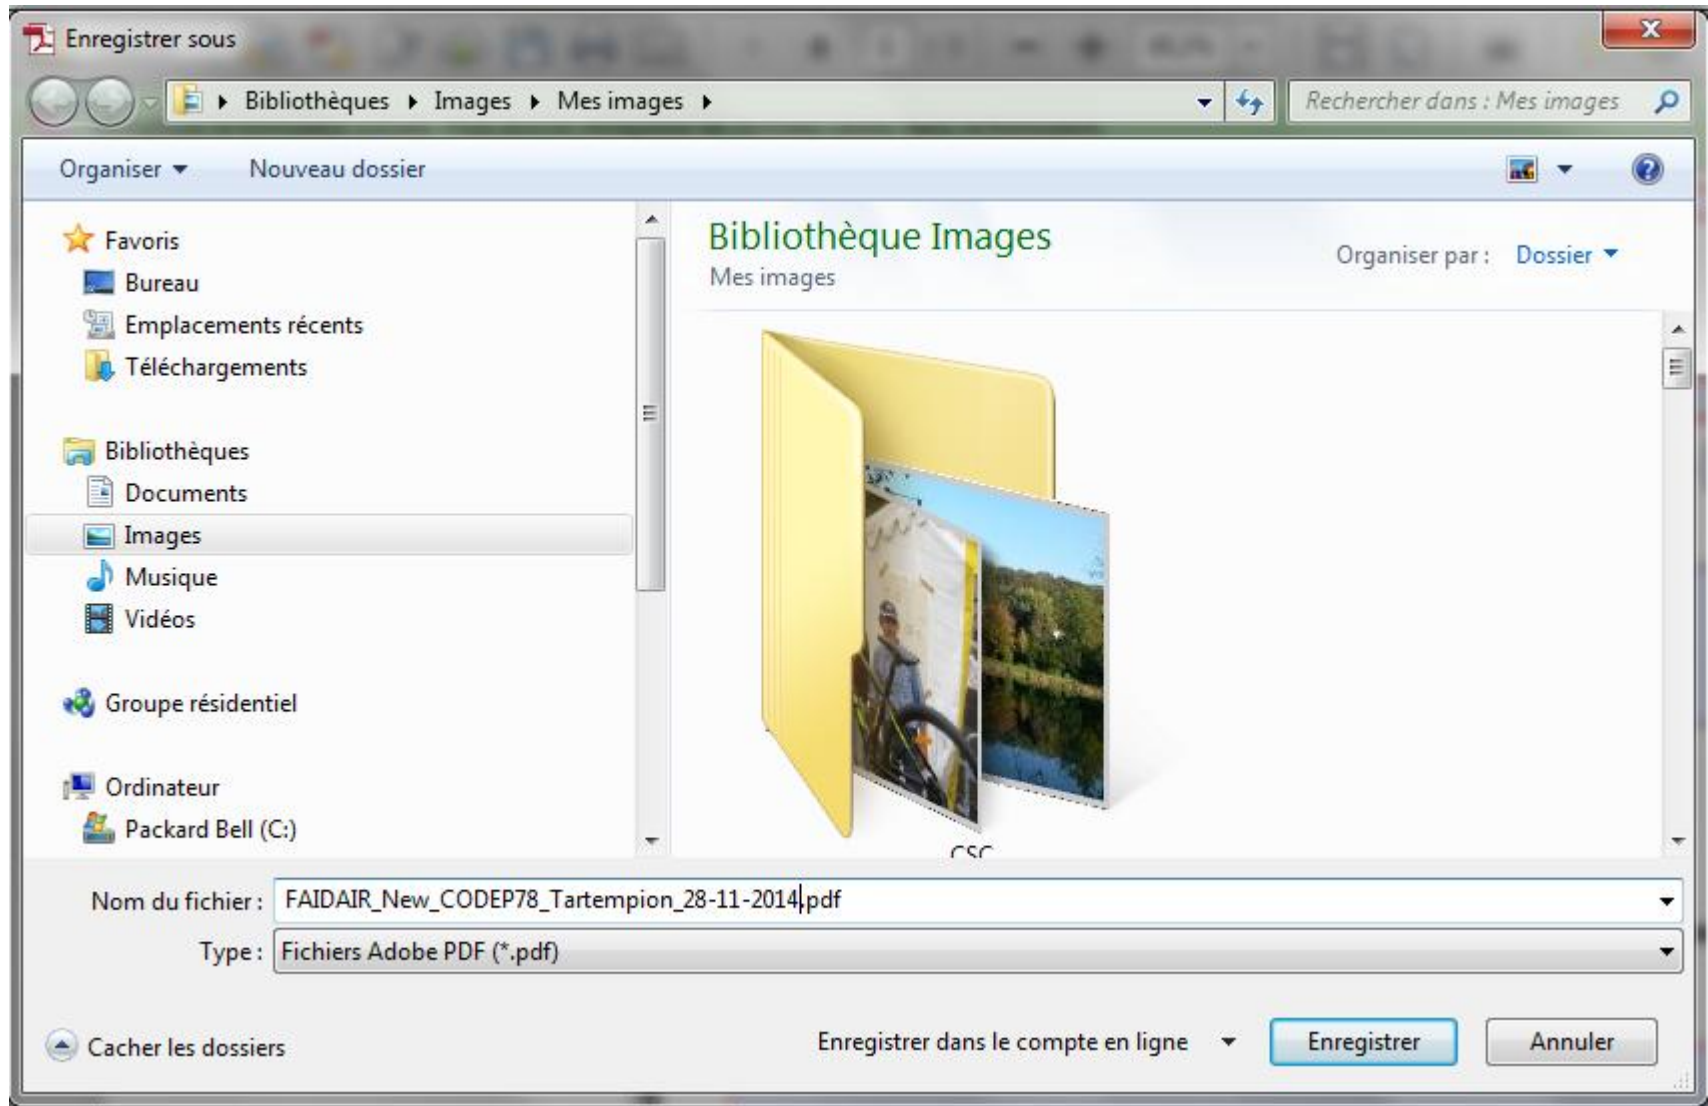 Enregistrer sous
Bibliothèques Images Mes images
Rechercher dans : Mes images
Organiser Nouveau dossier
Favoris
Bureau
Emplacements récents
Téléchargements
Bibliothèques
Documents
Images
Musique
Vidéos
Groupe résidentiel
Ordinateur
Packard Bell (C:)
Bibliothèque Images
Mes images
Organiser par : Dossier
CSC
Nom du fichier : FAIDAIR_New_CODEP78_Tartempion_28-11-2014.pdf
Type : Fichiers Adobe PDF (*.pdf)
Cacher les dossiers
Enregistrer dans le compte en ligne
Enregistrer
Annuler